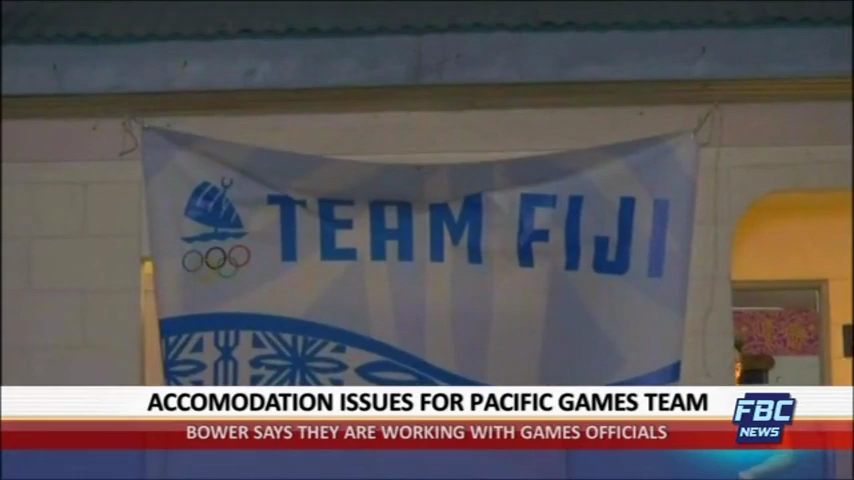 TEAM FIJI
ACCOMODATION ISSUES FOR PACIFIC GAMES TEAM
BOWER SAYS THEY ARE WORKING WITH GAMES OFFICIALS
FBC
NEWS